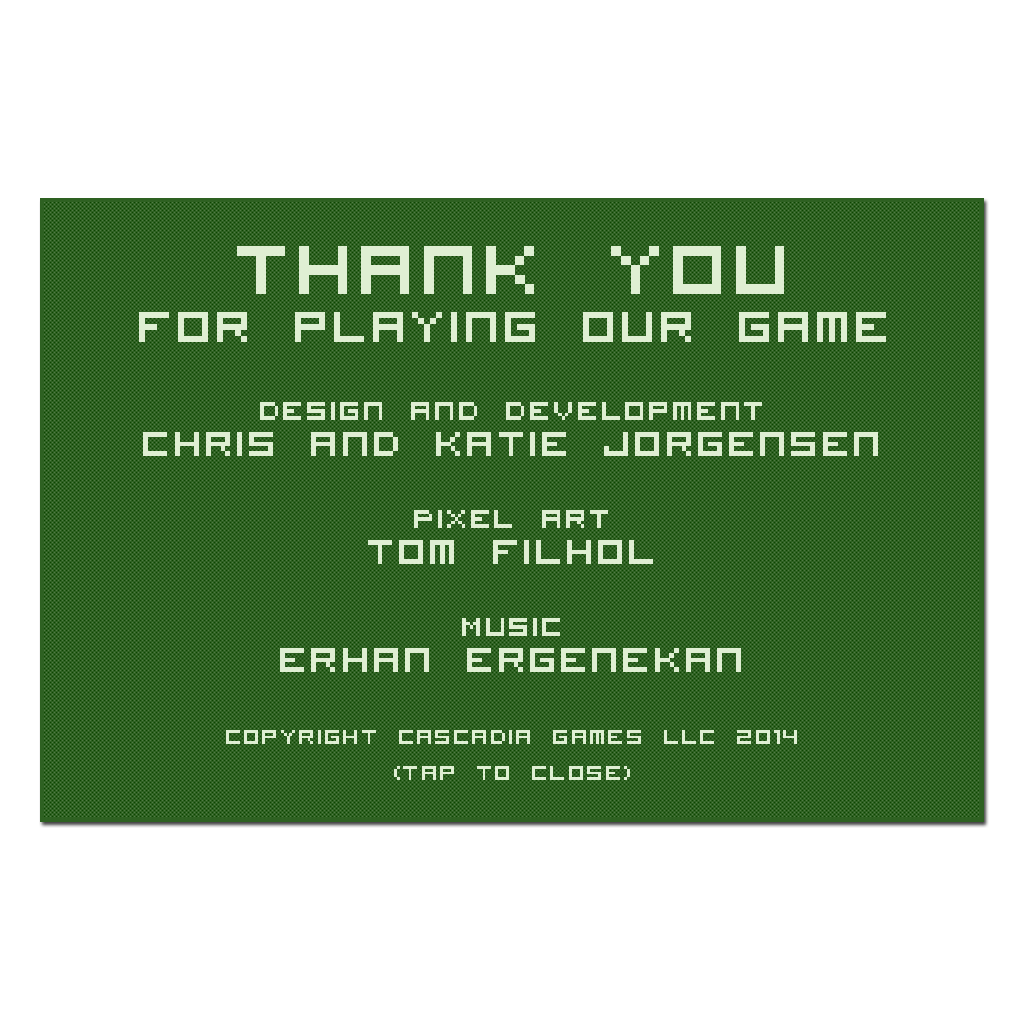 THANK YOU
FOR PLAYING OUR GAME
DESIGN AND DEVELOPMENT
CHRIS AND KATIE JORGENSEN
PIXEL ART
TOM FILHOL
MUSIC
ERHAN ERGENEKAN
COPYRIGHT CASCADIA GAMES LLC 2014
(TAP TO CLOSE)